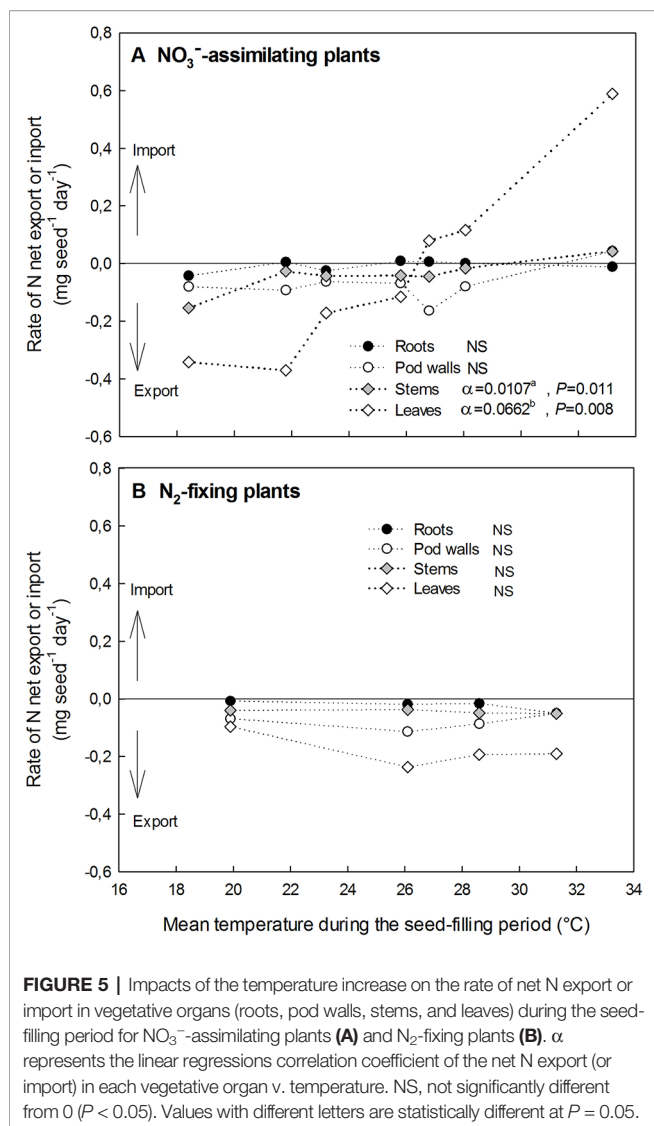 0,8
A NO₃⁻-assimilating plants
0,6
0,4
Import
0,2
0,0
-0,2
Roots NS
Pod walls NS
-0,4
Export
Stems α=0.0107ᵃ , P=0.011
Leaves α=0.0662ᵇ , P=0.008
-0,6
Rate of N net export or inport
(mg seed⁻¹ day⁻¹)
0,8
B N₂-fixing plants
0,6
Roots NS
Pod walls NS
0,4
Stems NS
Import
Leaves NS
0,2
0,0
-0,2
-0,4
Export
-0,6
Rate of N net export or inport
(mg seed⁻¹ day⁻¹)
16 18 20 22 24 26 28 30 32 34
Mean temperature during the seed-filling period (°C)
FIGURE 5 | Impacts of the temperature increase on the rate of net N export or
import in vegetative organs (roots, pod walls, stems, and leaves) during the seed-
filling period for NO₃⁻-assimilating plants (A) and N₂-fixing plants (B). α
represents the linear regressions correlation coefficient of the net N export (or
import) in each vegetative organ v. temperature. NS, not significantly different
from 0 (P < 0.05). Values with different letters are statistically different at P = 0.05.